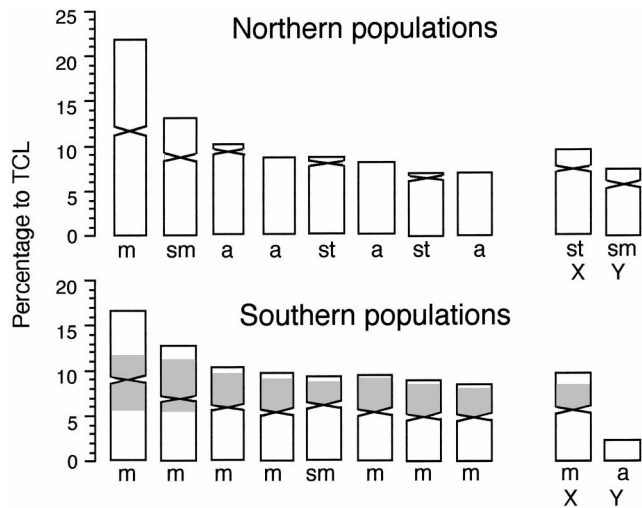 Percentage to TCL
Northern populations
25
20
15
10
5
0
m sm a a st a st a st sm
X Y
Southern populations
20
15
10
5
0
m m m m sm m m m m a
X Y